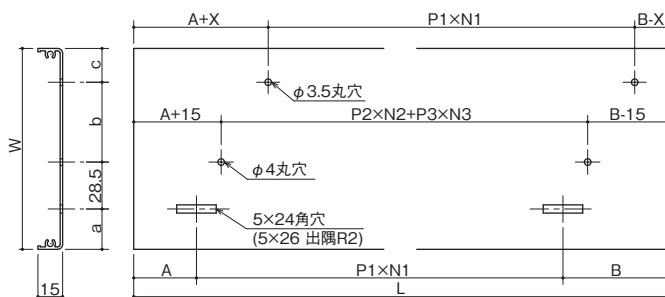 A+X
P1×N1
B-X
c
φ3.5丸穴
b
W
A+15
P2×N2+P3×N3
B-15
φ4丸穴
28.5
5×24角穴
(5×26 出隅R2)
a
A
P1×N1
B
15
L